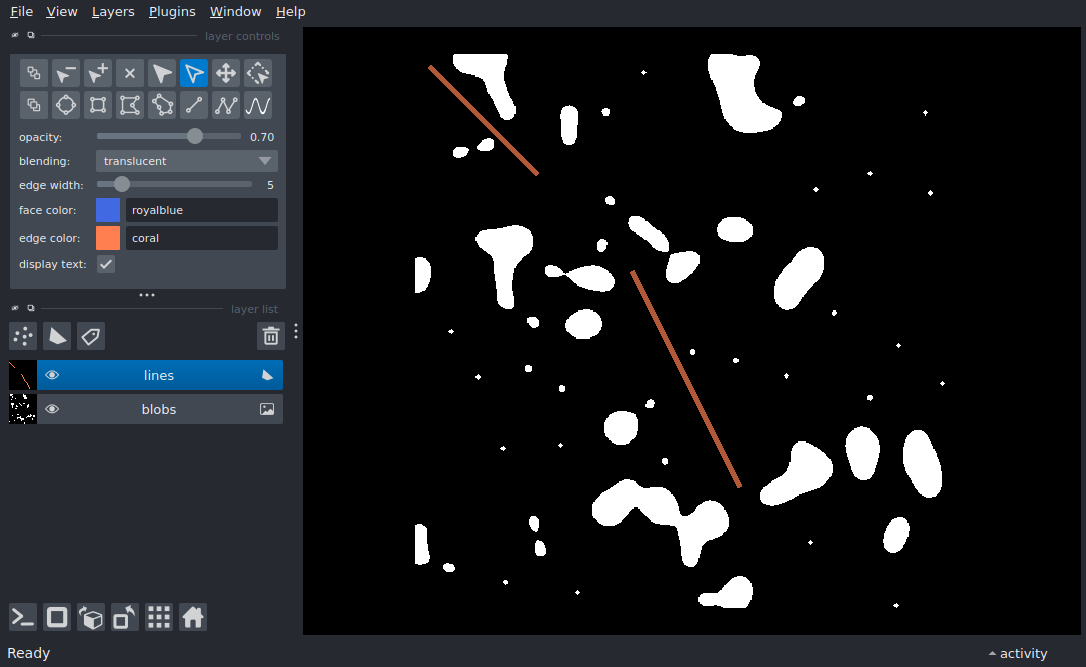 File View Layers Plugins Window Help
layer controls
opacity: 0.70
blending: translucent
edge width: 5
face color: royalblue
edge color: coral
display text:
layer list
lines
blobs
Ready
activity